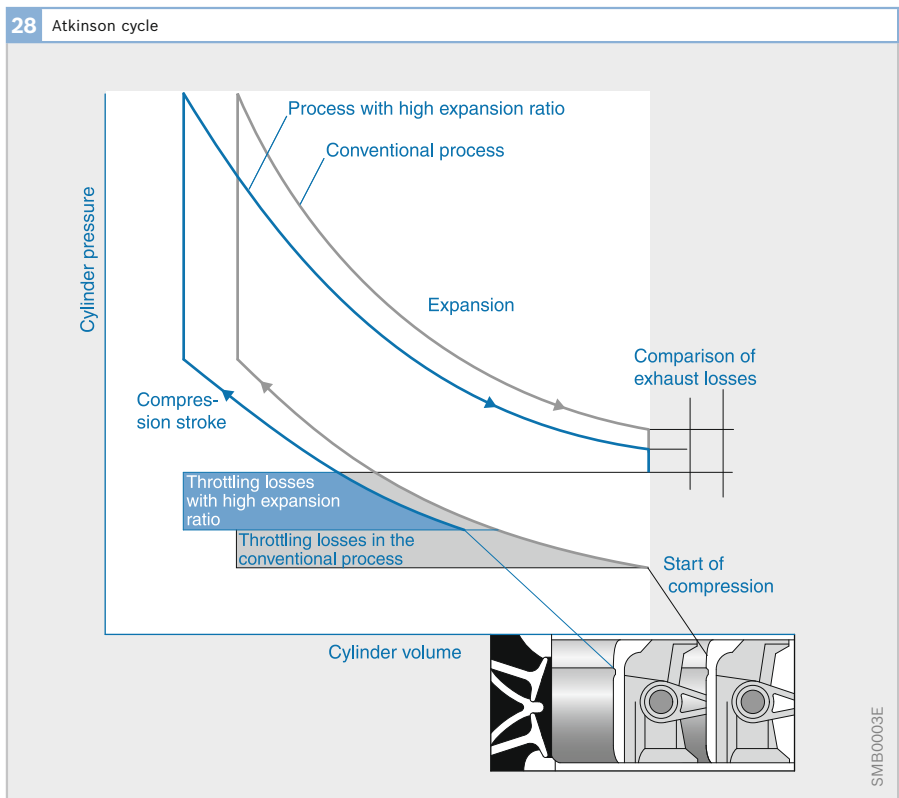 28 Atkinson cycle
Process with high expansion ratio
Conventional process
Cylinder pressure
Expansion
Comparison of
exhaust losses
Compres-
sion stroke
Throttling losses
with high expansion
ratio
Throttling losses in the
conventional process
Start of
compression
Cylinder volume
SMB0003E